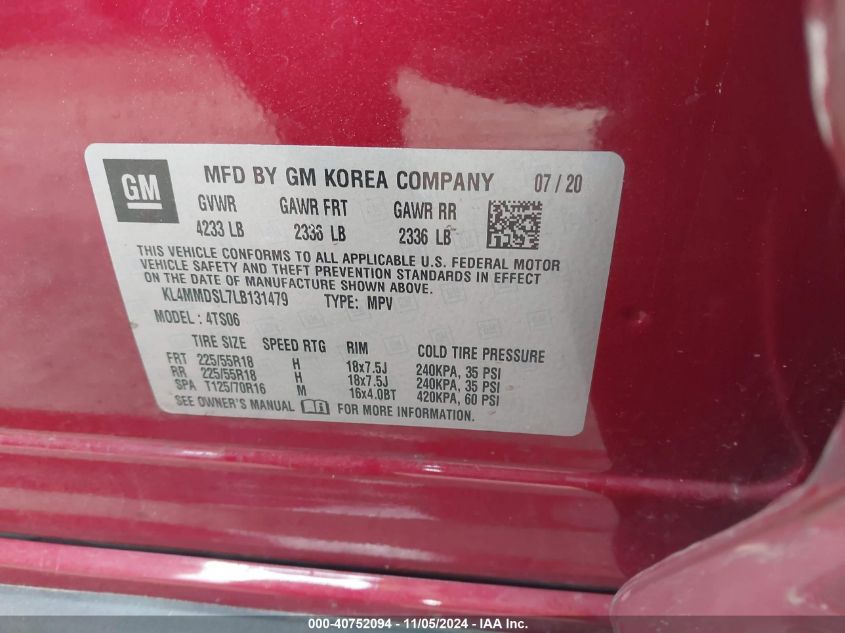 GM
MFD BY GM KOREA COMPANY 07 / 20
GVWR GAWR FRT GAWR RR
4233 LB 2336 LB 2336 LB
THIS VEHICLE CONFORMS TO ALL APPLICABLE U.S. FEDERAL MOTOR
VEHICLE SAFETY AND THEFT PREVENTION STANDARDS IN EFFECT
ON THE DATE OF MANUFACTURE SHOWN ABOVE.
KL4MMDSL7LB131479 TYPE: MPV
MODEL: 4TS06
TIRE SIZE SPEED RTG RIM COLD TIRE PRESSURE
FRT 225/55R18 H 18x7.5J 240KPA, 35 PSI
RR 225/55R18 H 18x7.5J 240KPA, 35 PSI
SPA T125/70R16 M 16x4.0BT 420KPA, 60 PSI
SEE OWNER'S MANUAL FOR MORE INFORMATION.
000-40752094 - 11/05/2024 - IAA Inc.